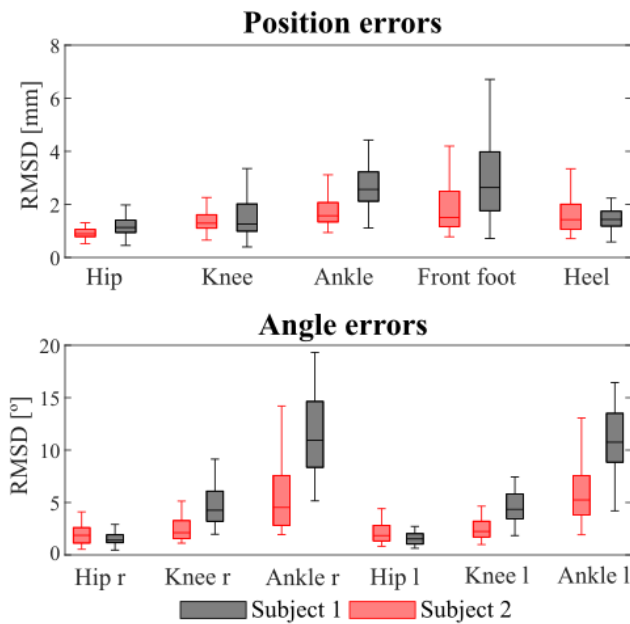 Position errors
8
6
4
2
0
RMSD [mm]
Hip Knee Ankle Front foot Heel
Angle errors
20
15
10
5
0
RMSD [º]
Hip r Knee r Ankle r Hip l Knee l Ankle l
Subject 1 Subject 2